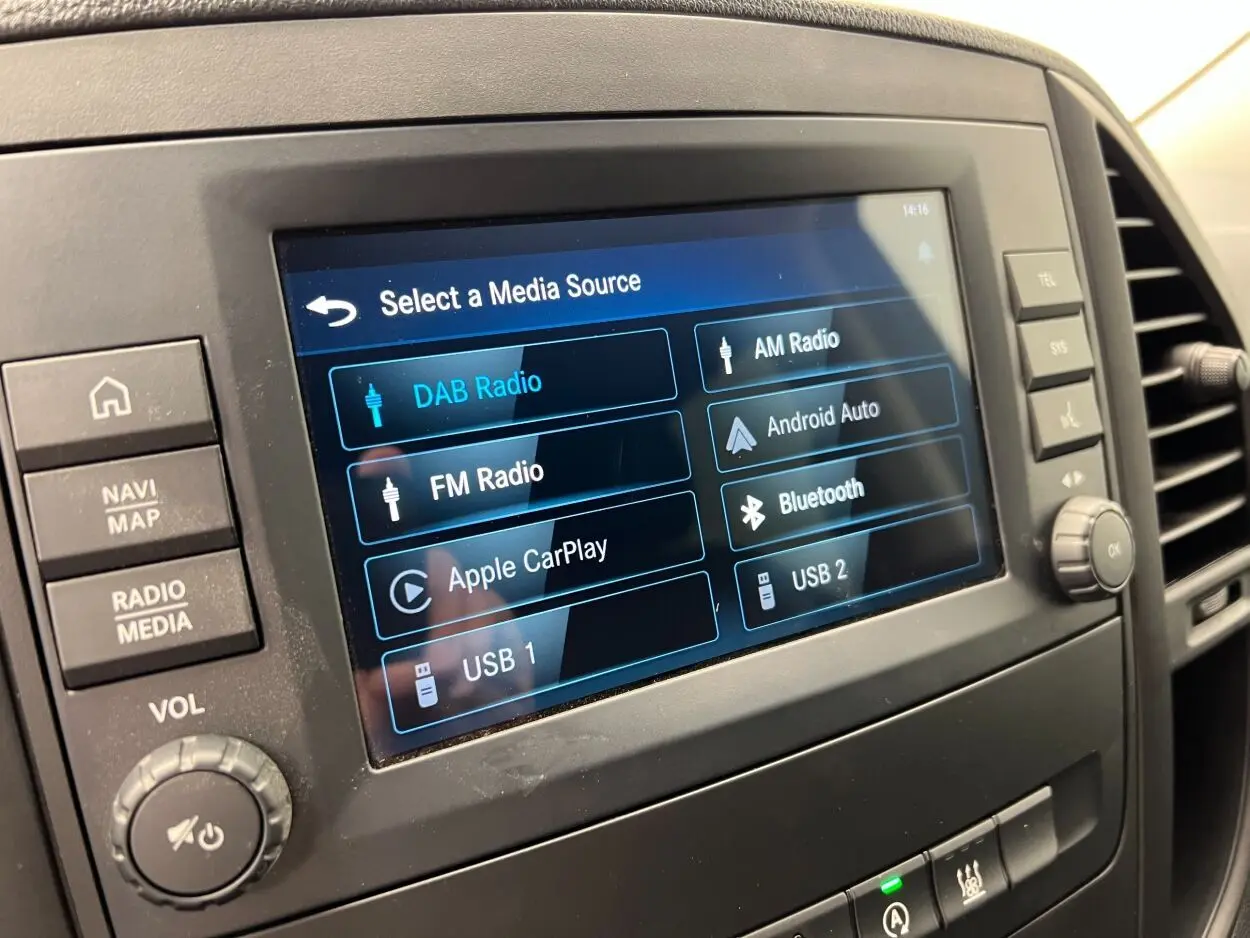 14:16
Select a Media Source
DAB Radio
AM Radio
FM Radio
Android Auto
Apple CarPlay
Bluetooth
USB 1
USB 2
NAVI
MAP
RADIO
MEDIA
VOL
TEL
SYS
OK
A